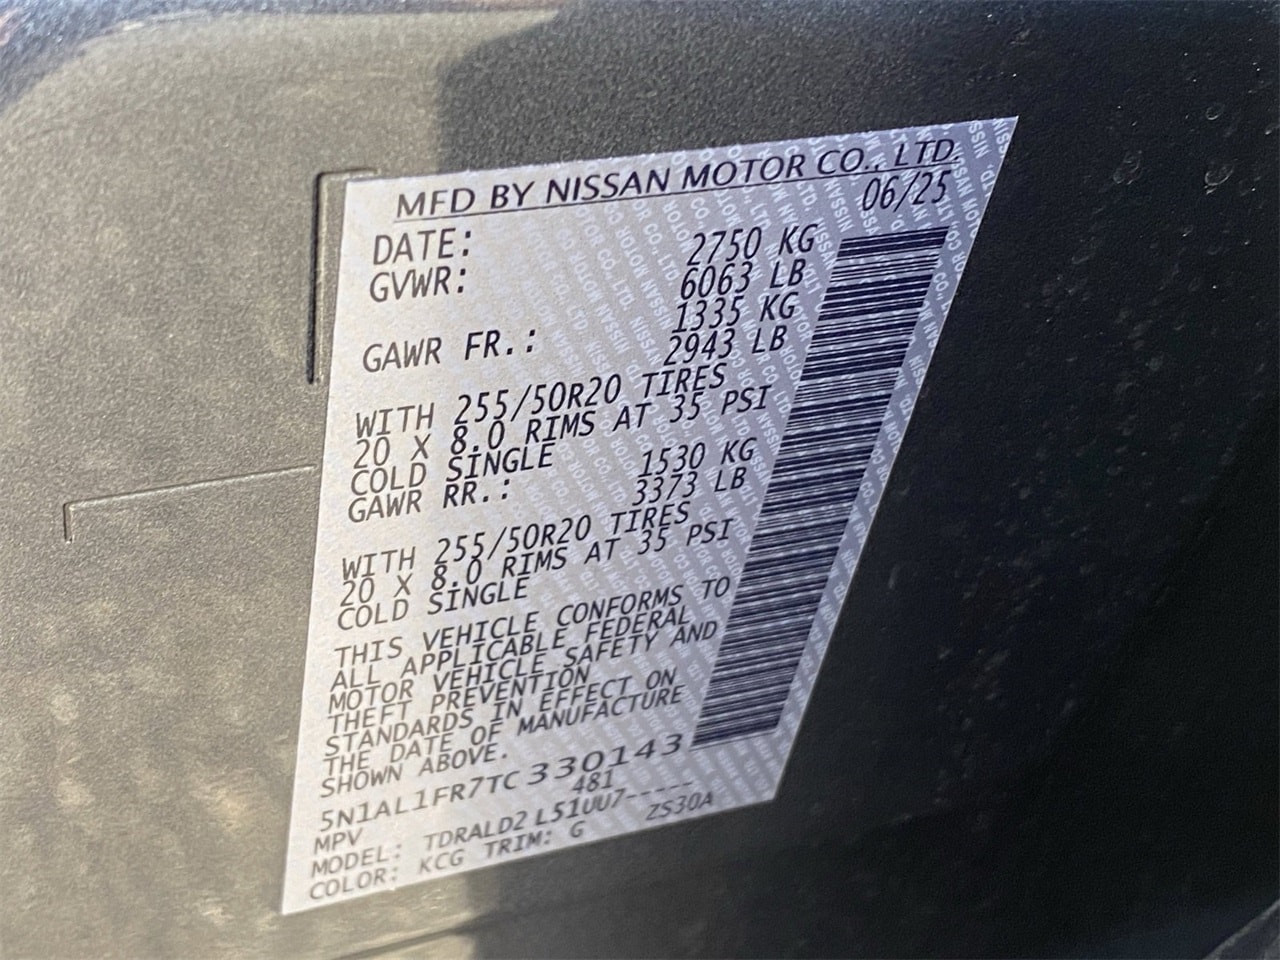 MFD BY NISSAN MOTOR CO., LTD.
DATE: 06/25
GVWR: 2750 KG
6063 LB
GAWR FR.: 1335 KG
2943 LB
WITH 255/50R20 TIRES
20 X 8.0 RIMS AT 35 PSI
COLD SINGLE
GAWR RR.: 1530 KG
3373 LB
WITH 255/50R20 TIRES
20 X 8.0 RIMS AT 35 PSI
COLD SINGLE
THIS VEHICLE CONFORMS TO
ALL APPLICABLE FEDERAL
MOTOR VEHICLE SAFETY AND
THEFT PREVENTION
STANDARDS IN EFFECT ON
THE DATE OF MANUFACTURE
SHOWN ABOVE.
5N1AL1FR7TC330143
MPV 481
MODEL: TDRALD2 L51UU7-----
COLOR: KCG TRIM: G ZS30A